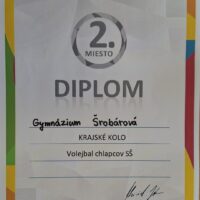 2.
MIESTO
DIPLOM
Gymnázium Šrobárová
KRAJSKÉ KOLO
Volejbal chlapcov SŠ